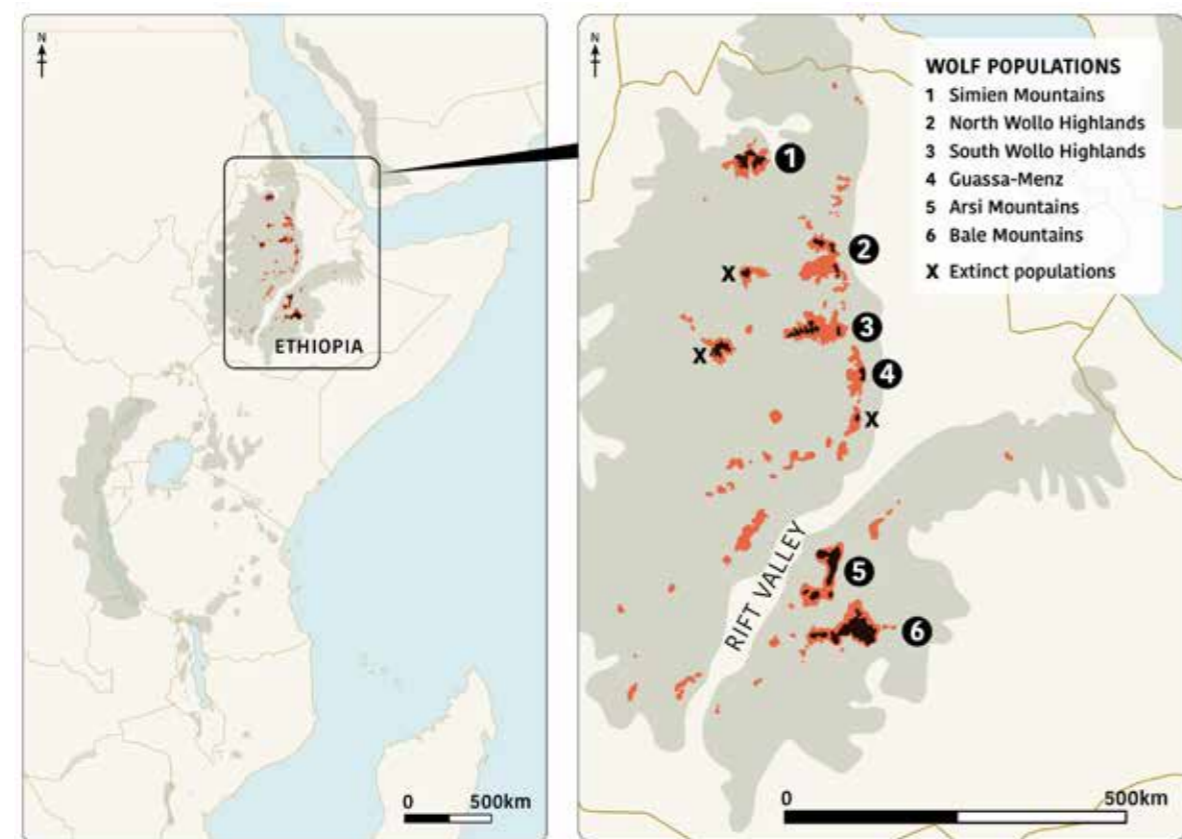 N
ETHIOPIA
0 500km
N
WOLF POPULATIONS
1 Simien Mountains
2 North Wollo Highlands
3 South Wollo Highlands
4 Guassa-Menz
5 Arsi Mountains
6 Bale Mountains
X Extinct populations
1
2
X
3
X
4
X
RIFT VALLEY
5
6
0 500km